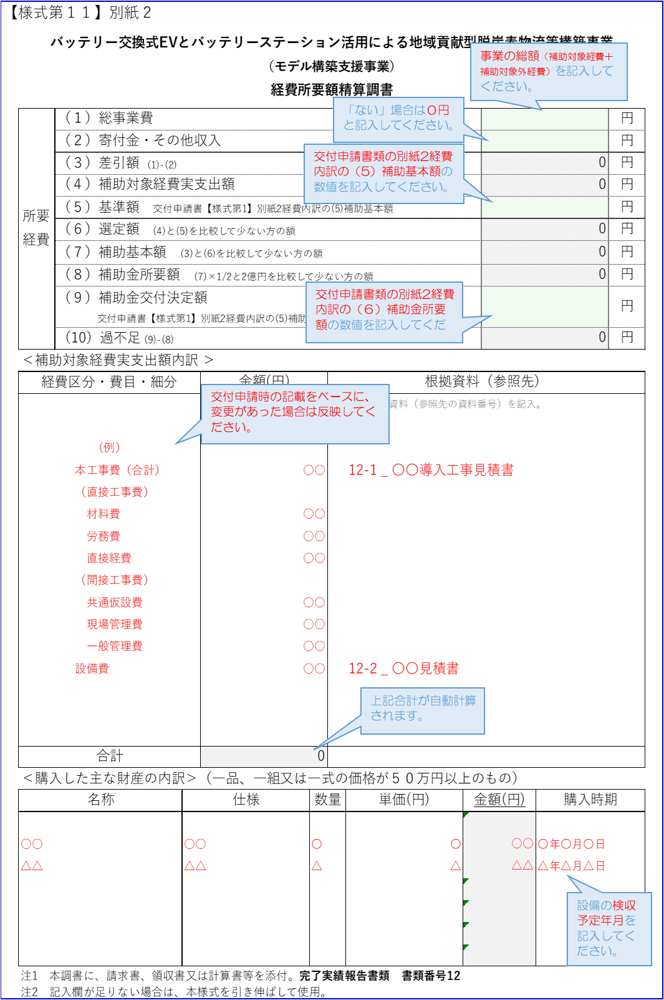 【様式第１１】別紙２
バッテリー交換式EVとバッテリーステーション活用による地域貢献型脱炭素物流等構築事業
（モデル構築支援事業）
経費所要額精算調書
事業の総額（補助対象経費＋
補助対象外経費）を記入して
ください。
「ない」場合は０円
と記入してください。
交付申請書類の別紙2経費
内訳の（5）補助基本額の
数値を記入してください。
所要
経費
（１）総事業費 円
（２）寄付金・その他収入 円
（３）差引額 (1)-(2) 0 円
（４）補助対象経費実支出額 0 円
（５）基準額 交付申請書【様式第1】別紙2経費内訳の(5)補助基本額 円
（６）選定額 (4)と(5)を比較して少ない方の額 0 円
（７）補助基本額 (3)と(6)を比較して少ない方の額 0 円
（８）補助金所要額 (7)×1/2と2億円を比較して少ない方の額 0 円
（９）補助金交付決定額 円
交付申請書【様式第1】別紙2経費内訳の(5)補助
交付申請書類の別紙2経費
内訳の（６）補助金所要
額の数値を記入してくだ
（10）過不足 (9)-(8) 0 円
＜補助対象経費実支出額内訳 ＞
経費区分・費目・細分 金額(円) 根拠資料（参照先）
交付申請時の記載をベースに、
変更があった場合は反映してく
ださい。
資料（参照先の資料番号）を記入。
（例）
本工事費（合計） 〇〇 12-1 _ 〇〇導入工事見積書
（直接工事費）
材料費 〇〇
労務費 〇〇
直接経費 〇〇
（間接工事費）
共通仮設費 〇〇
現場管理費 〇〇
一般管理費 〇〇
設備費 〇〇 12-2 _ 〇〇見積書
上記合計が自動計算
されます。
合計 0
＜購入した主な財産の内訳＞（一品、一組又は一式の価格が５０万円以上のもの）
名称 仕様 数量 単価(円) 金額(円) 購入時期
〇〇 〇〇 〇 〇 〇〇 〇年〇月〇日
△△ △△ △ △ △△ △年△月△日
設備の検収
予定年月を
記入してく
ださい。
注1 本調書に、請求書、領収書又は計算書等を添付。完了実績報告書類 書類番号12
注2 記入欄が足りない場合は、本様式を引き伸ばして使用。